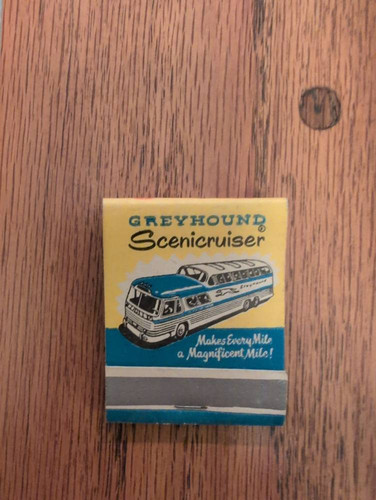 GREYHOUND
Scenicruiser®
Makes Every Mile
a Magnificent Mile!